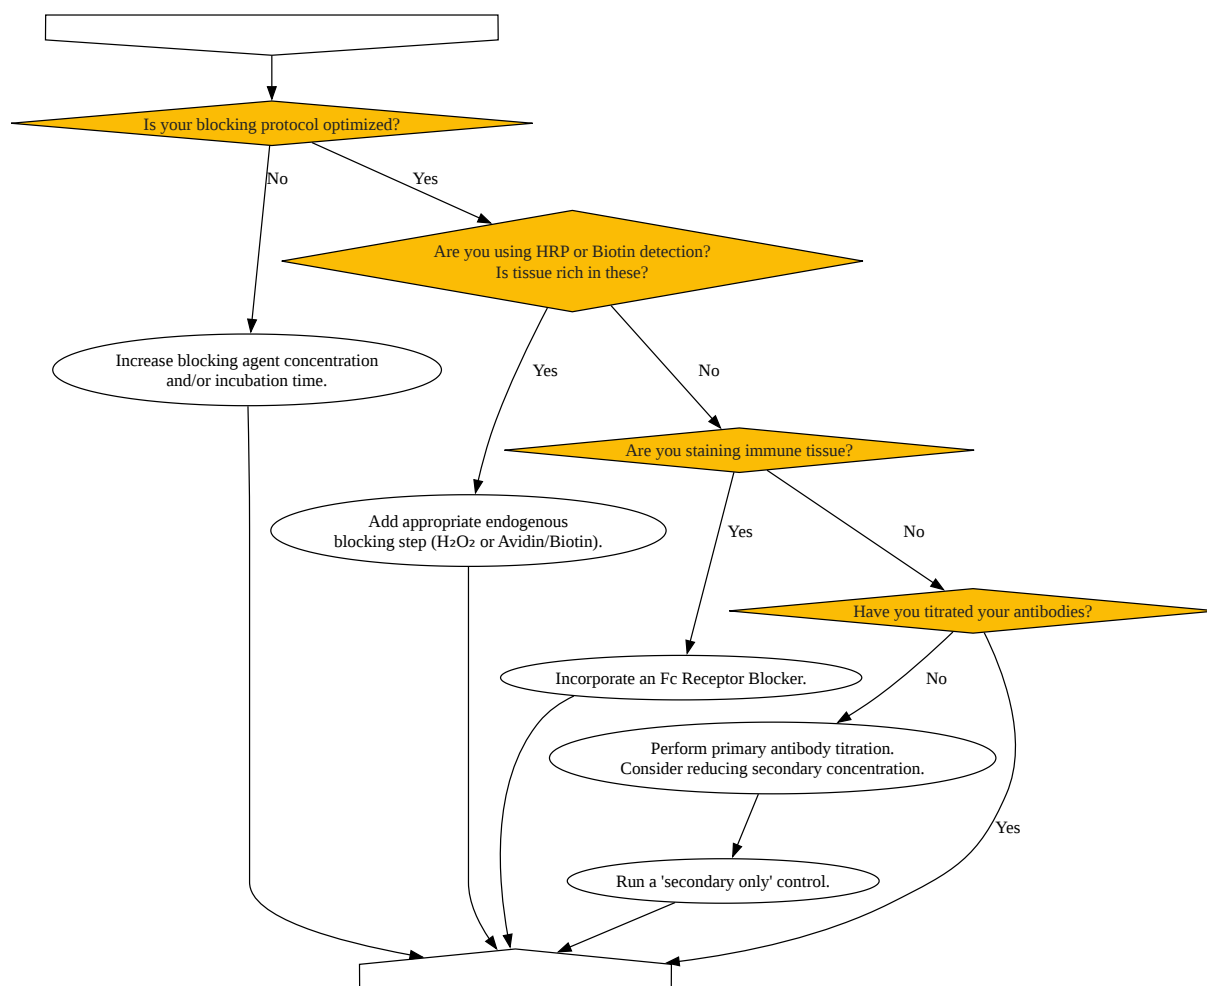 Is your blocking protocol optimized?
No
Yes
Are you using HRP or Biotin detection?
Is tissue rich in these?
Increase blocking agent concentration
and/or incubation time.
Yes
No
Are you staining immune tissue?
Add appropriate endogenous
blocking step (H₂O₂ or Avidin/Biotin).
Yes
No
Have you titrated your antibodies?
Incorporate an Fc Receptor Blocker.
No
Perform primary antibody titration.
Consider reducing secondary concentration.
Yes
Run a 'secondary only' control.